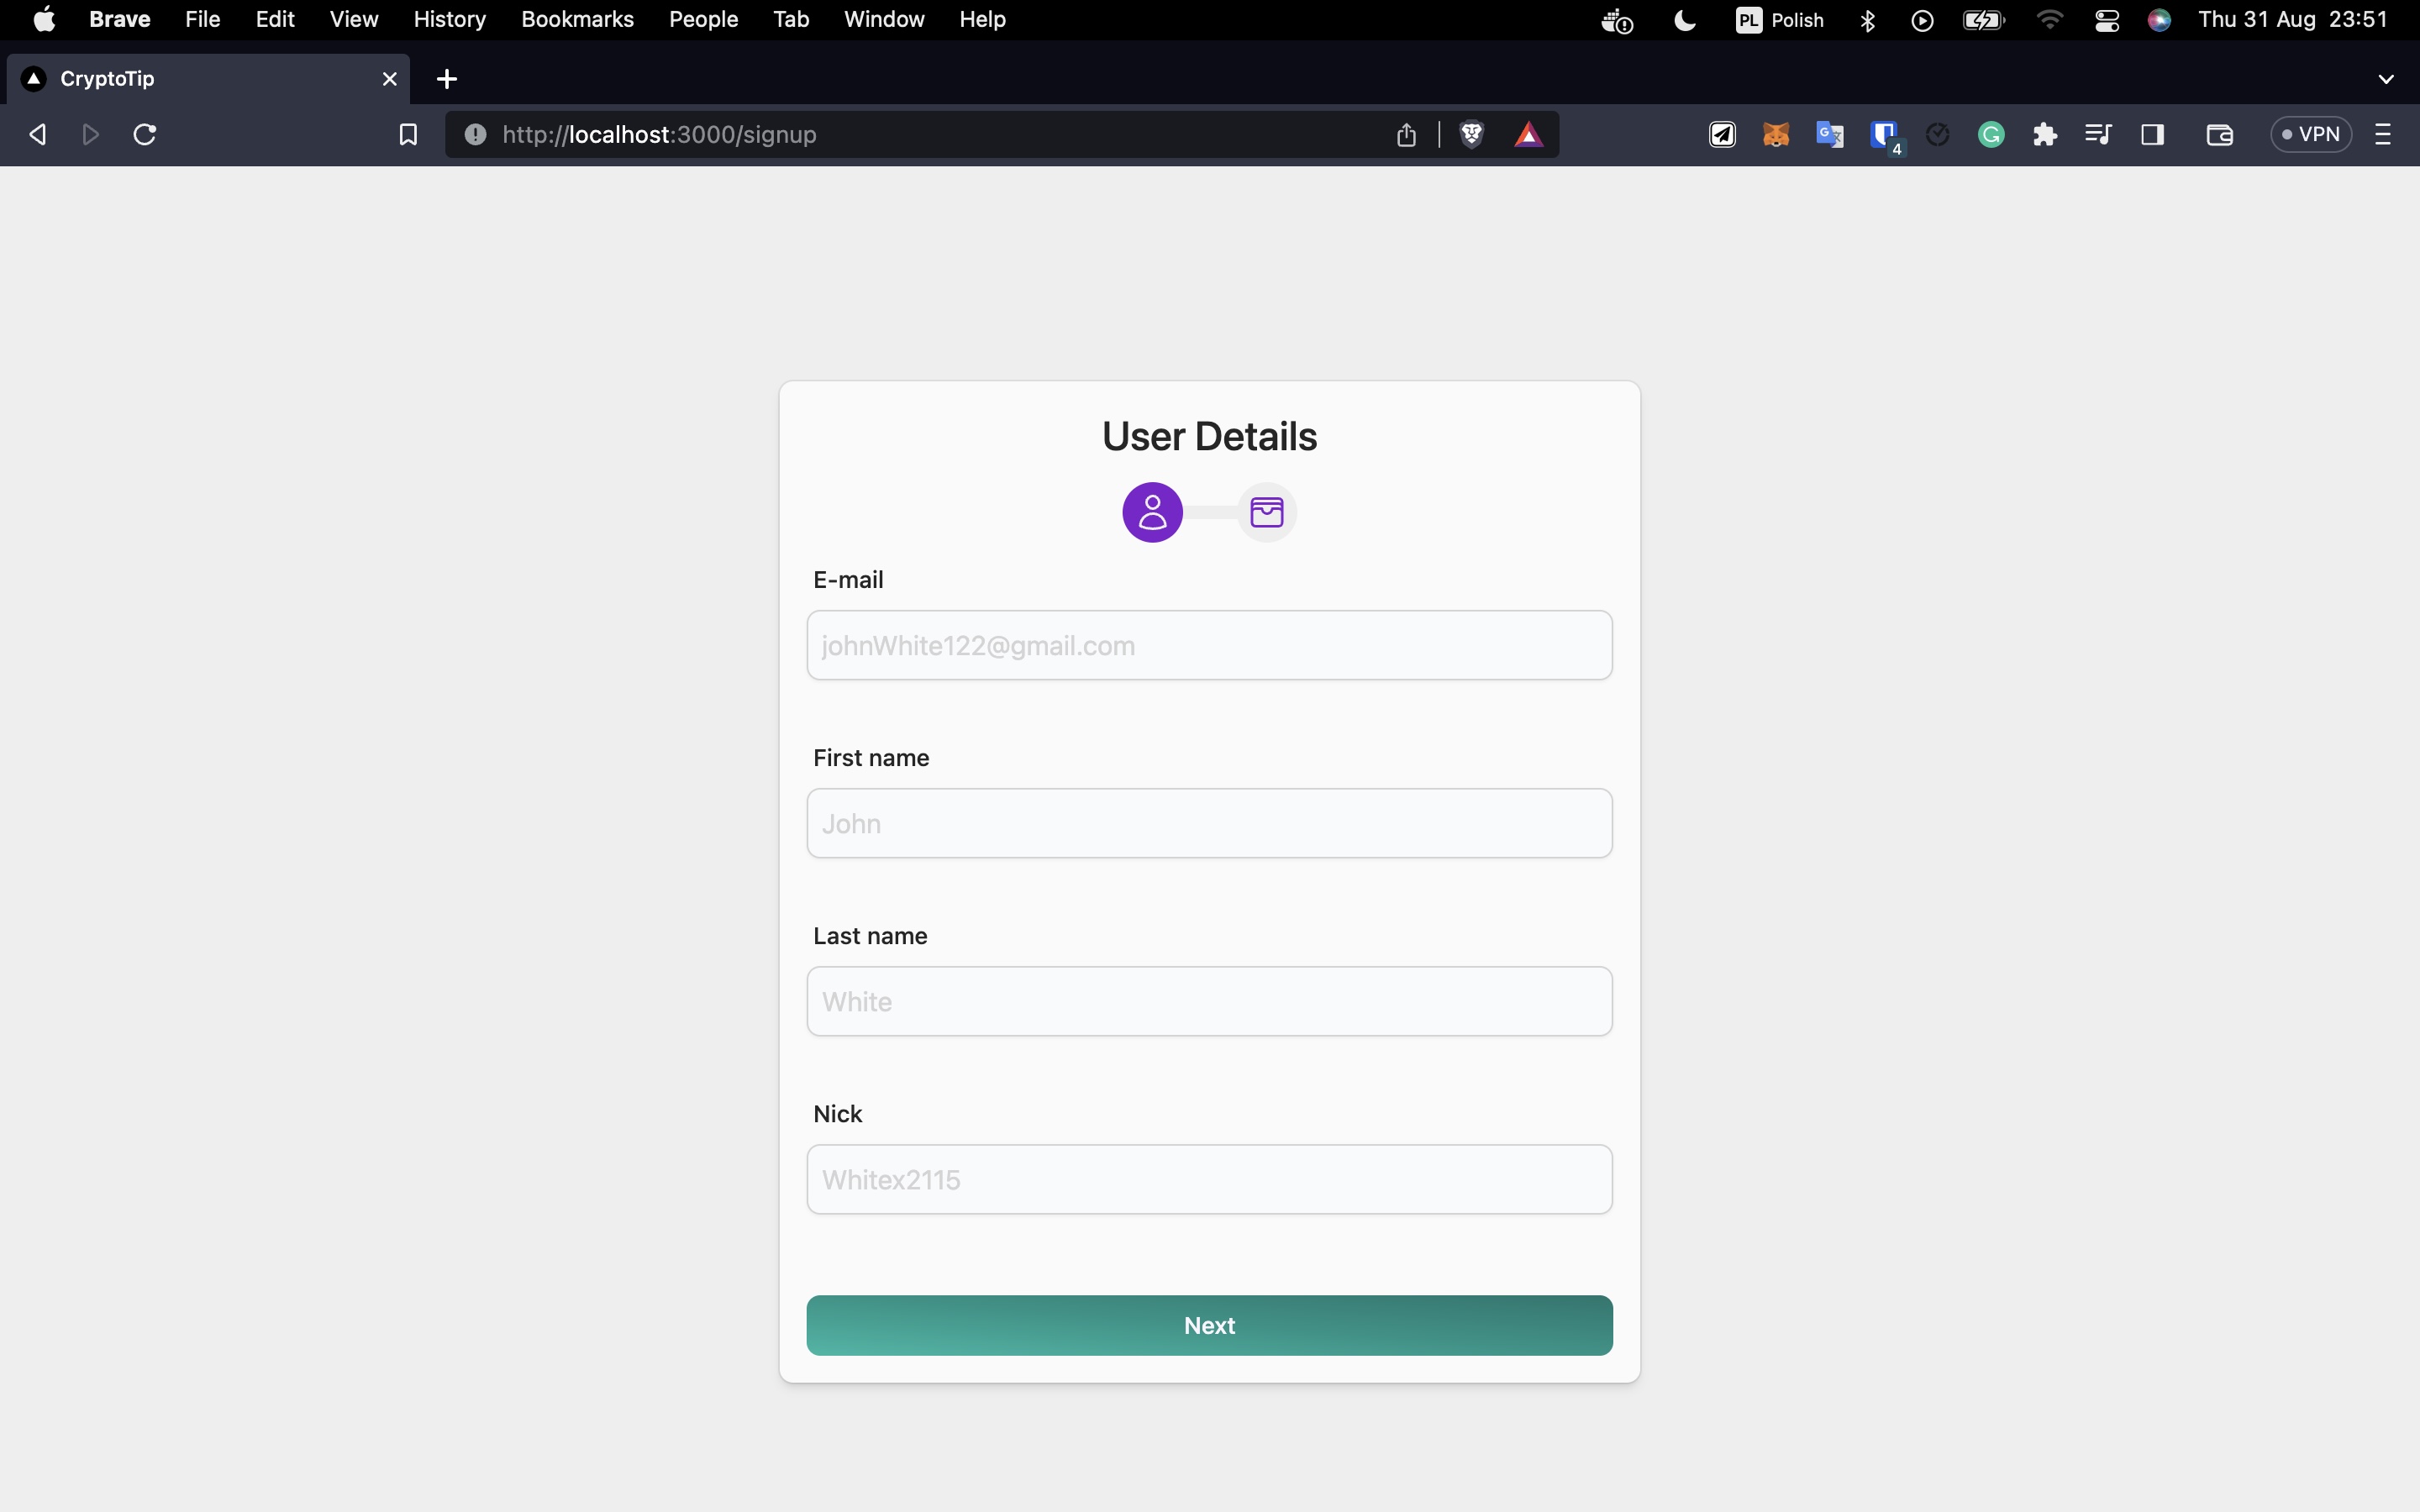 Brave File Edit View History Bookmarks People Tab Window Help PL Polish Thu 31 Aug 23:51
CryptoTip
http://localhost:3000/signup 4 VPN
User Details
E-mail
johnWhite122@gmail.com
First name
John
Last name
White
Nick
Whitex2115
Next